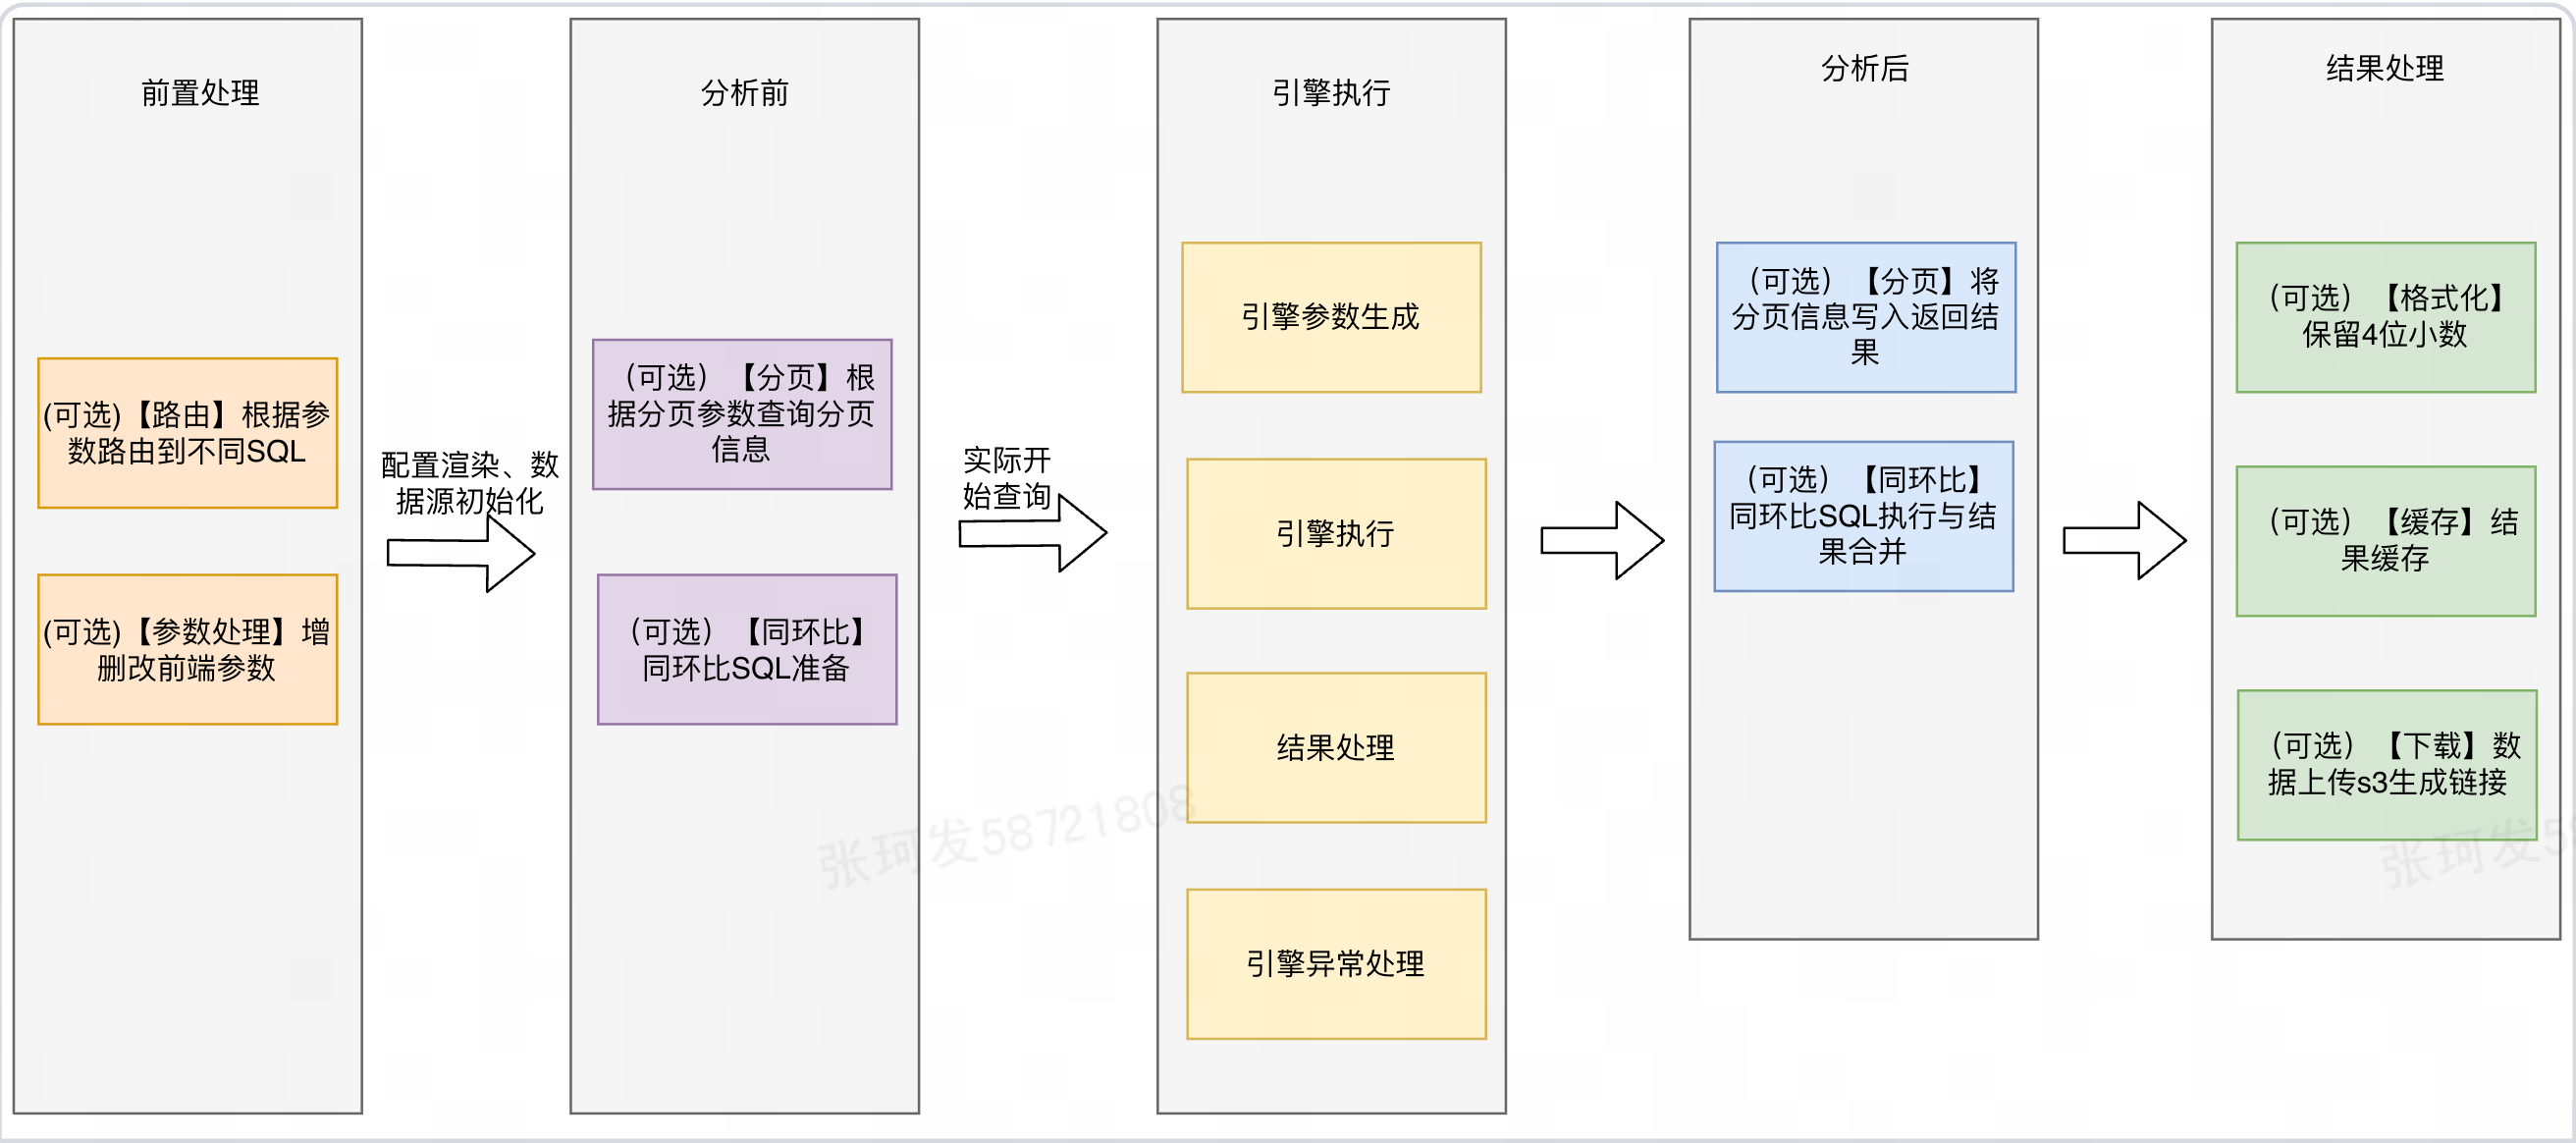 前置处理
(可选)【路由】根据参
数路由到不同SQL
(可选)【参数处理】增
删改前端参数
配置渲染、数
据源初始化
分析前
（可选）【分页】根
据分页参数查询分页
信息
（可选）【同环比】
同环比SQL准备
实际开
始查询
引擎执行
引擎参数生成
引擎执行
结果处理
引擎异常处理
分析后
（可选）【分页】将
分页信息写入返回结
果
（可选）【同环比】
同环比SQL执行与结
果合并
结果处理
（可选）【格式化】
保留4位小数
（可选）【缓存】结
果缓存
（可选）【下载】数
据上传s3生成链接
张珂发58721808
张珂发58